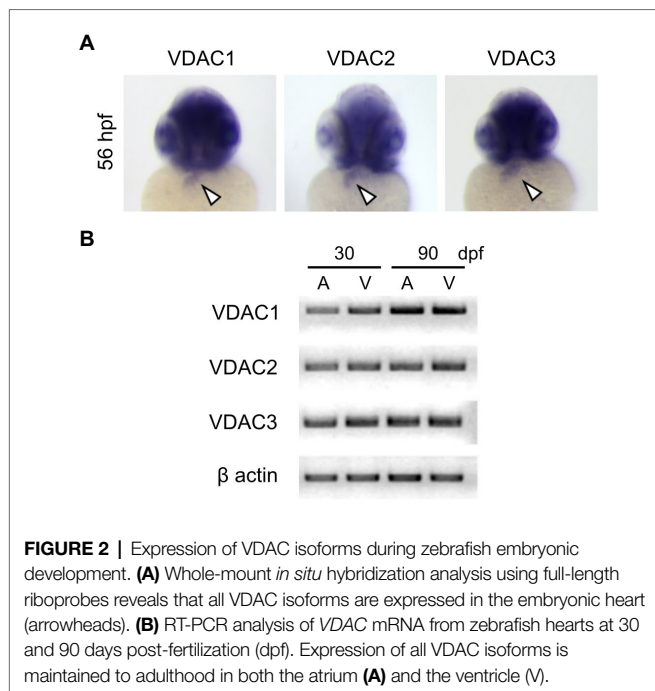 A
VDAC1 VDAC2 VDAC3
56 hpf
B
30 90 dpf
A V A V
VDAC1
VDAC2
VDAC3
β actin
FIGURE 2 | Expression of VDAC isoforms during zebrafish embryonic
development. (A) Whole-mount in situ hybridization analysis using full-length
riboprobes reveals that all VDAC isoforms are expressed in the embryonic heart
(arrowheads). (B) RT-PCR analysis of VDAC mRNA from zebrafish hearts at 30
and 90 days post-fertilization (dpf). Expression of all VDAC isoforms is
maintained to adulthood in both the atrium (A) and the ventricle (V).